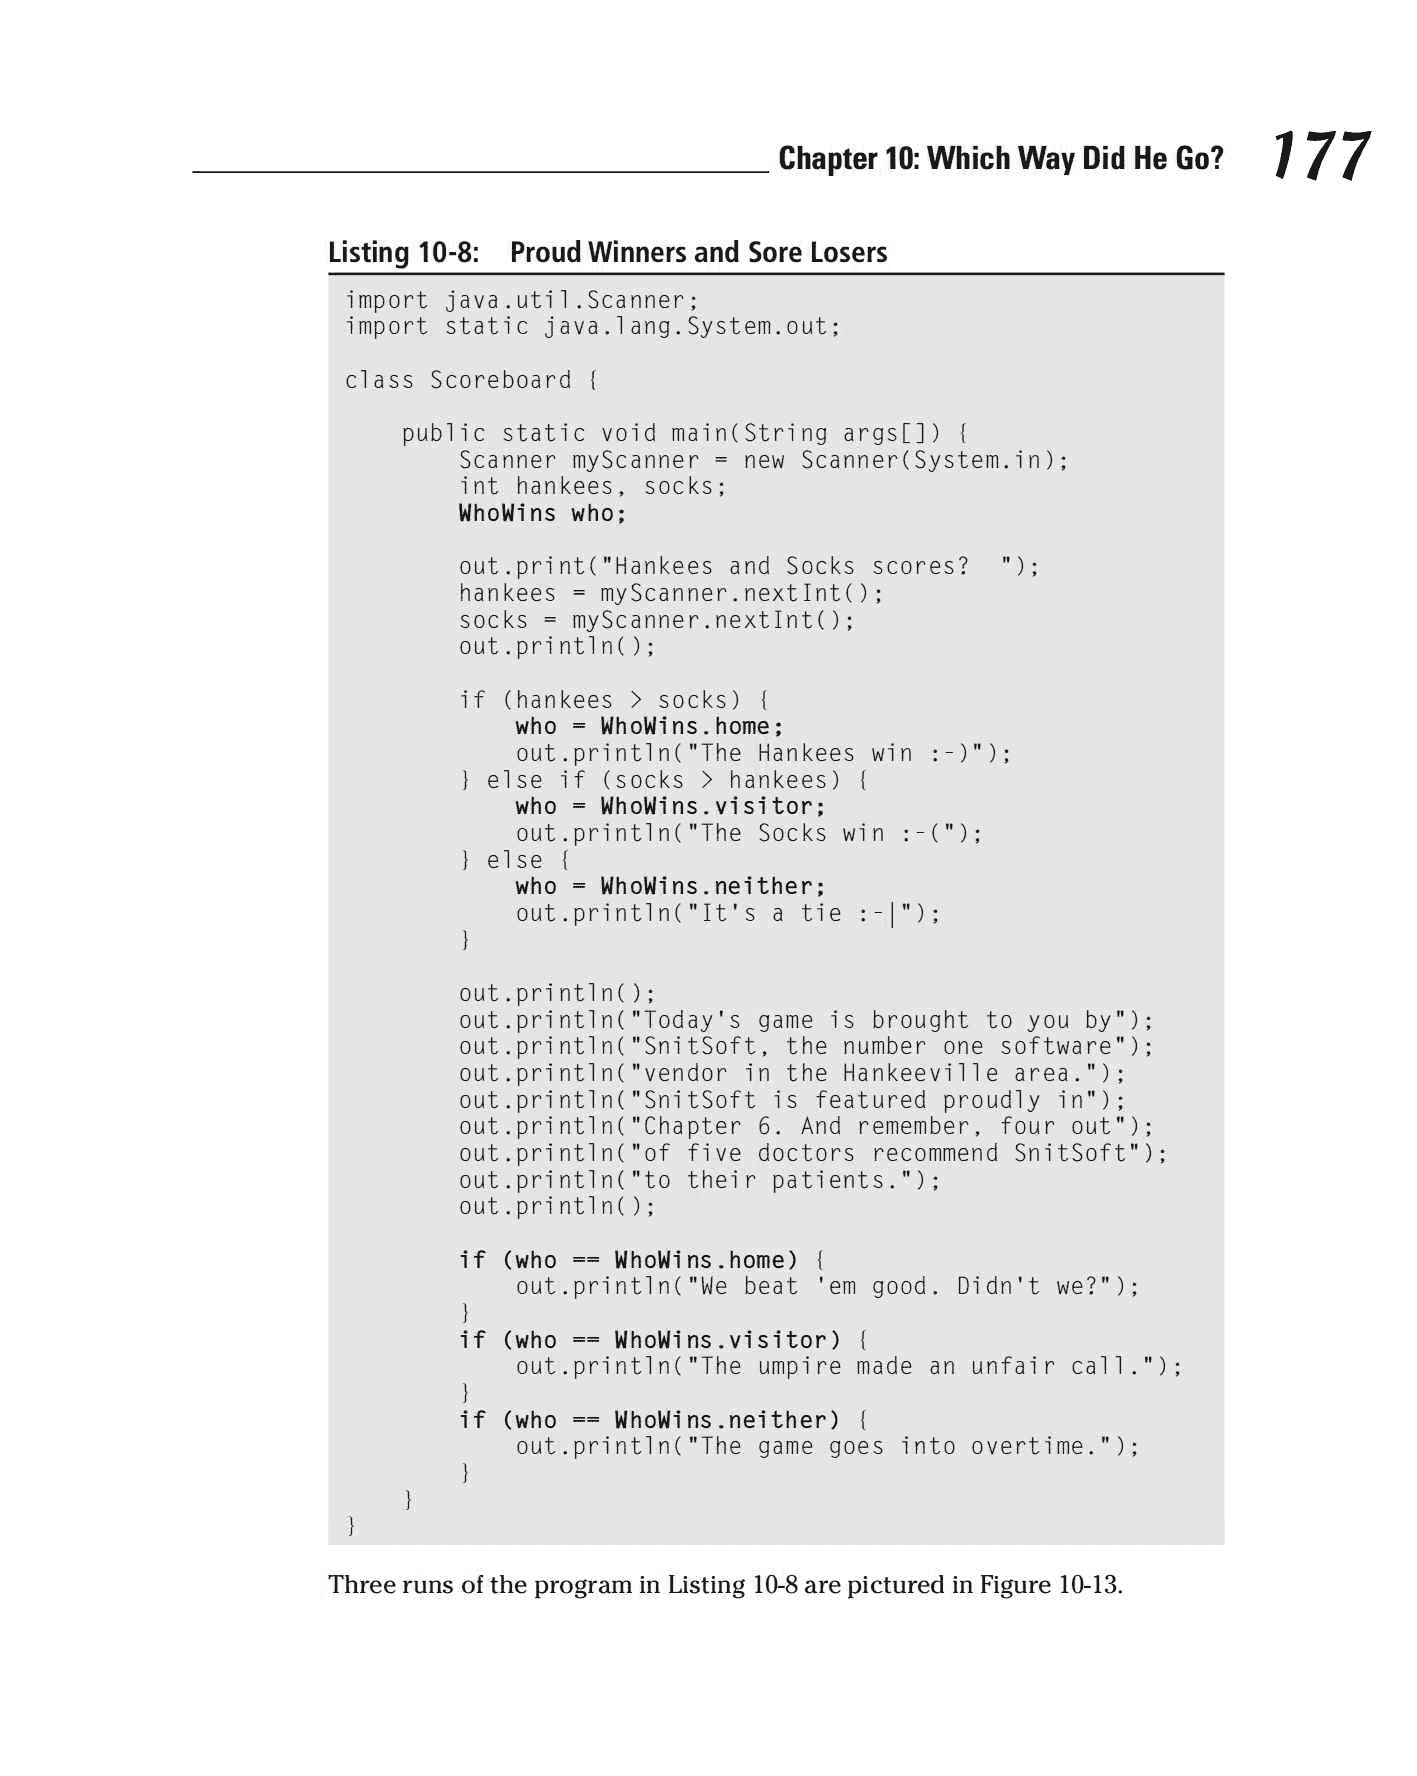 Chapter 10: Which Way Did He Go? 177
Listing 10-8: Proud Winners and Sore Losers
import java.util.Scanner;
import static java.lang.System.out;

class Scoreboard {

    public static void main(String args[]) {
        Scanner myScanner = new Scanner(System.in);
        int hankees, socks;
        WhoWins who;

        out.print("Hankees and Socks scores?  ");
        hankees = myScanner.nextInt();
        socks = myScanner.nextInt();
        out.println();

        if (hankees > socks) {
            who = WhoWins.home;
            out.println("The Hankees win :-)");
        } else if (socks > hankees) {
            who = WhoWins.visitor;
            out.println("The Socks win :-(");
        } else {
            who = WhoWins.neither;
            out.println("It's a tie :-|");
        }

        out.println();
        out.println("Today's game is brought to you by");
        out.println("SnitSoft, the number one software");
        out.println("vendor in the Hankeeville area.");
        out.println("SnitSoft is featured proudly in");
        out.println("Chapter 6. And remember, four out");
        out.println("of five doctors recommend SnitSoft");
        out.println("to their patients.");
        out.println();

        if (who == WhoWins.home) {
            out.println("We beat 'em good. Didn't we?");
        }
        if (who == WhoWins.visitor) {
            out.println("The umpire made an unfair call.");
        }
        if (who == WhoWins.neither) {
            out.println("The game goes into overtime.");
        }
    }
}
Three runs of the program in Listing 10-8 are pictured in Figure 10-13.